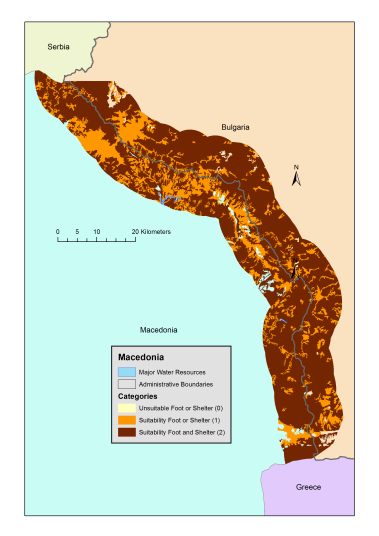 Serbia
Bulgaria
N
0 5 10 20 Kilometers
Macedonia
Macedonia
Major Water Resources
Administrative Boundaries
Categories
Unsuitable Foot or Shelter (0)
Suitability Foot or Shelter (1)
Suitability Foot and Shelter (2)
Greece